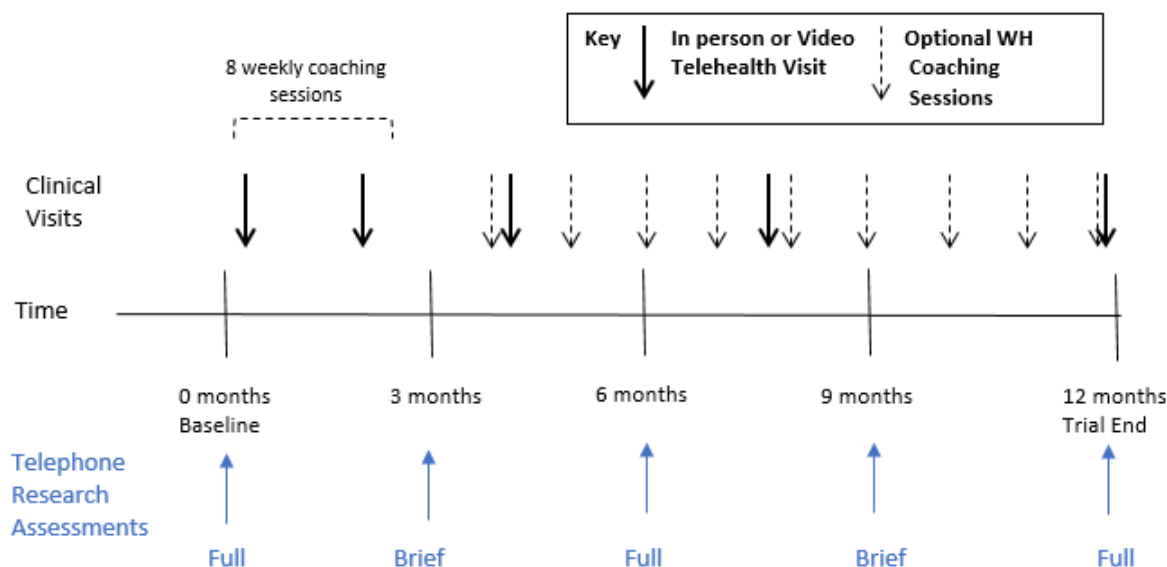 Key
In person or Video
Telehealth Visit
Optional WH
Coaching
Sessions
8 weekly coaching
sessions
Clinical
Visits
Time
0 months
Baseline
3 months
6 months
9 months
12 months
Trial End
Telephone
Research
Assessments
Full
Brief
Full
Brief
Full